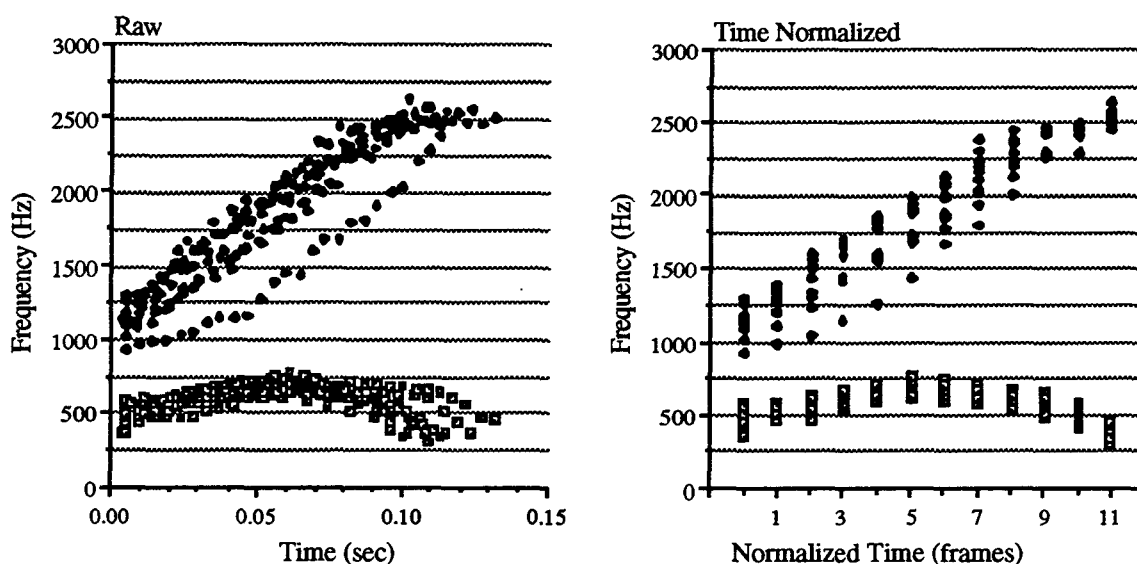 Raw
3000
2500
2000
1500
1000
500
0
Frequency (Hz)
0.00 0.05 0.10 0.15
Time (sec)
Time Normalized
3000
2500
2000
1500
1000
500
0
Frequency (Hz)
1 3 5 7 9 11
Normalized Time (frames)